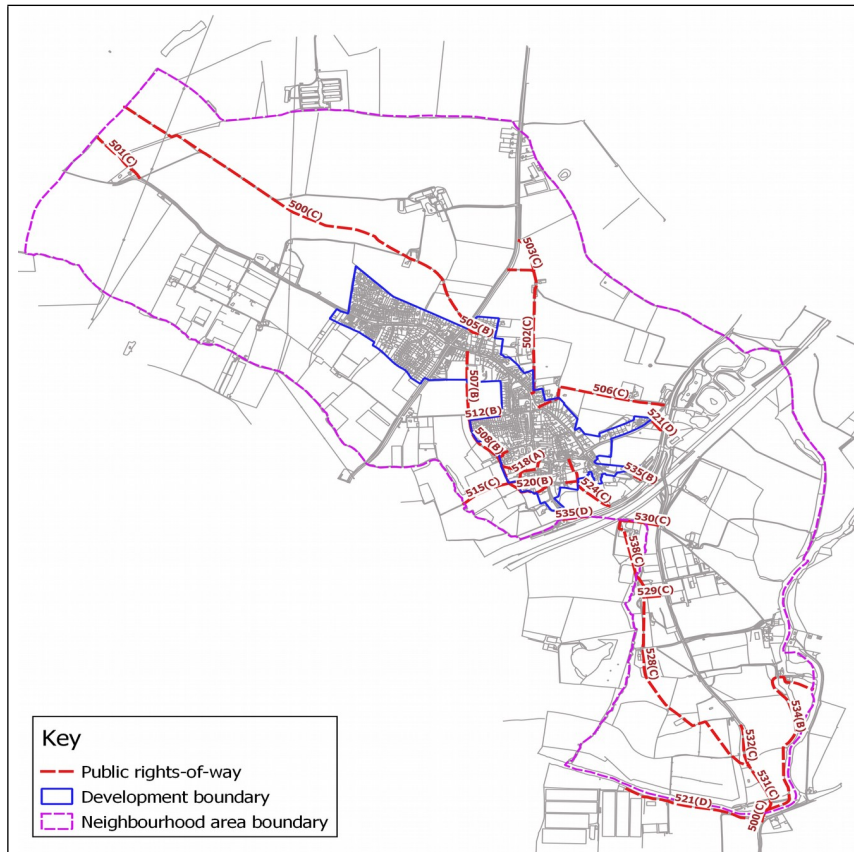 501(C)
500(C)
503(C)
502(C)
505(B)
507(B)
506(C)
512(B)
521(D)
508(B)
518(A)
535(B)
515(C)
520(B)
524(C)
535(D)
530(C)
538(C)
529(C)
528(C)
534(B)
532(C)
531(C)
521(D)
500(C)
Key
Public rights-of-way
Development boundary
Neighbourhood area boundary